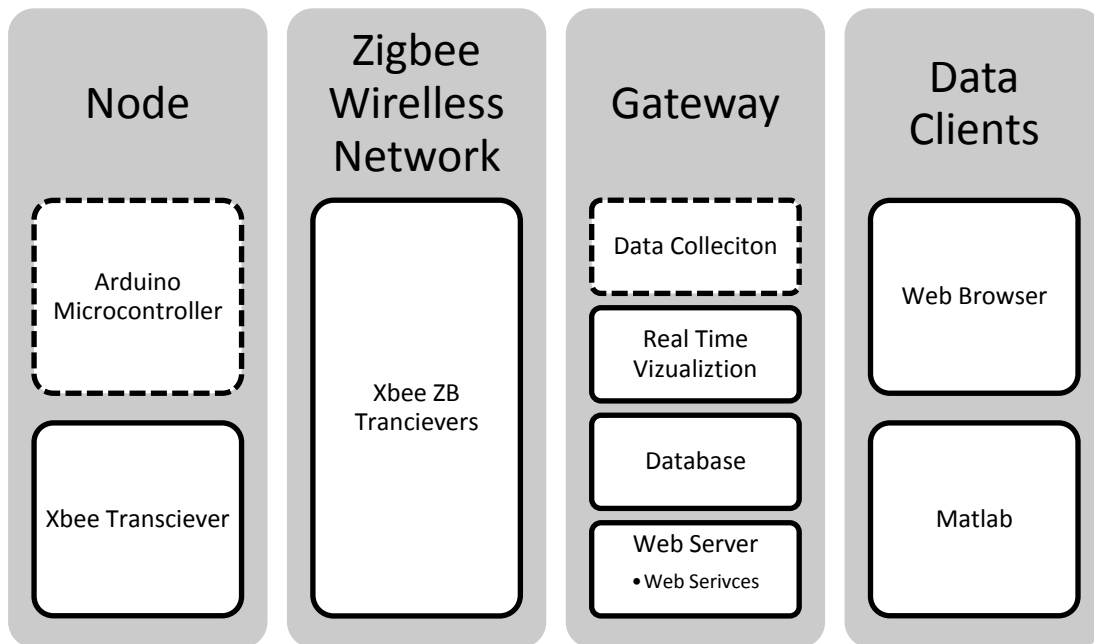 Node
Arduino
Microcontroller
Xbee Transciever
Zigbee
Wirelless
Network
Xbee ZB
Trancievers
Gateway
Data Colleciton
Real Time
Vizualiztion
Database
Web Server
• Web Serivces
Data
Clients
Web Browser
Matlab